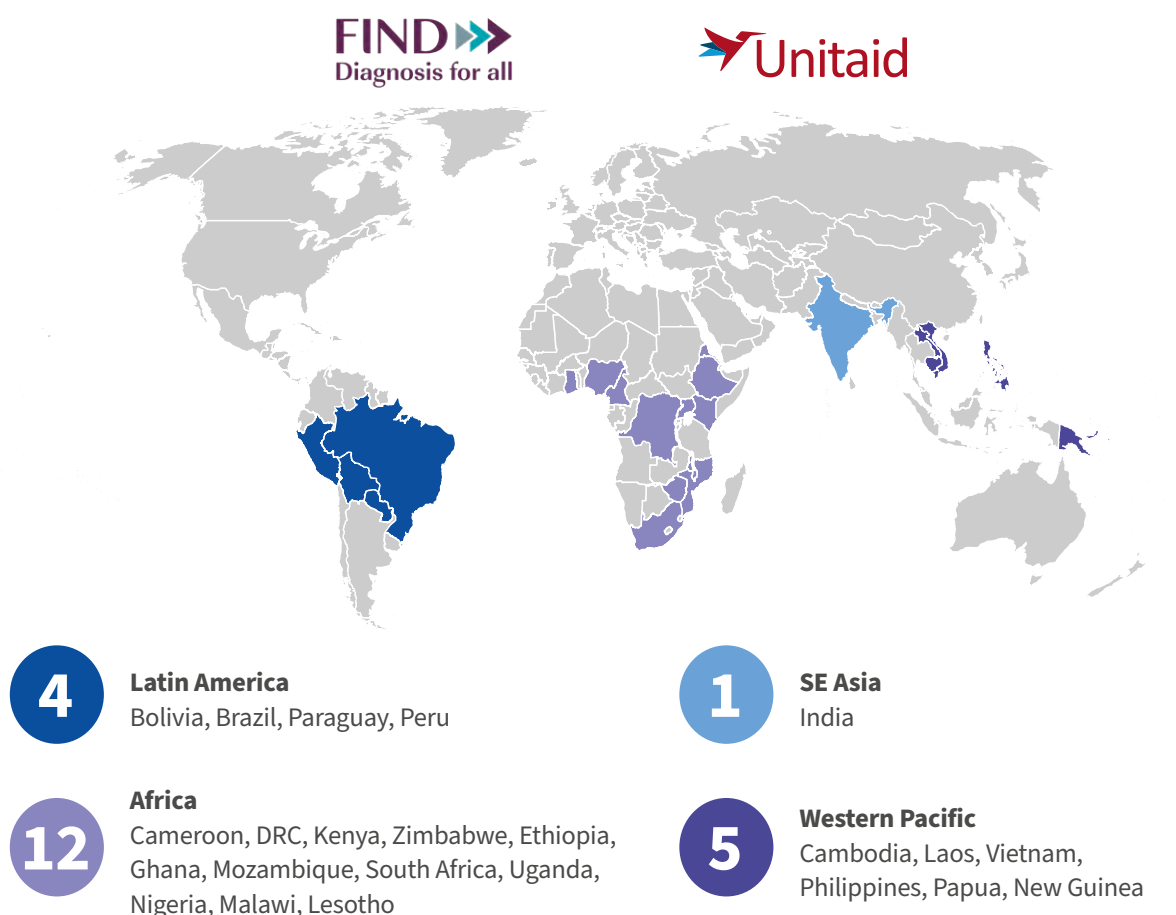 FIND
Diagnosis for all
Unitaid
4
Latin America
Bolivia, Brazil, Paraguay, Peru
1
SE Asia
India
12
Africa
Cameroon, DRC, Kenya, Zimbabwe, Ethiopia,
Ghana, Mozambique, South Africa, Uganda,
Nigeria, Malawi, Lesotho
5
Western Pacific
Cambodia, Laos, Vietnam,
Philippines, Papua, New Guinea